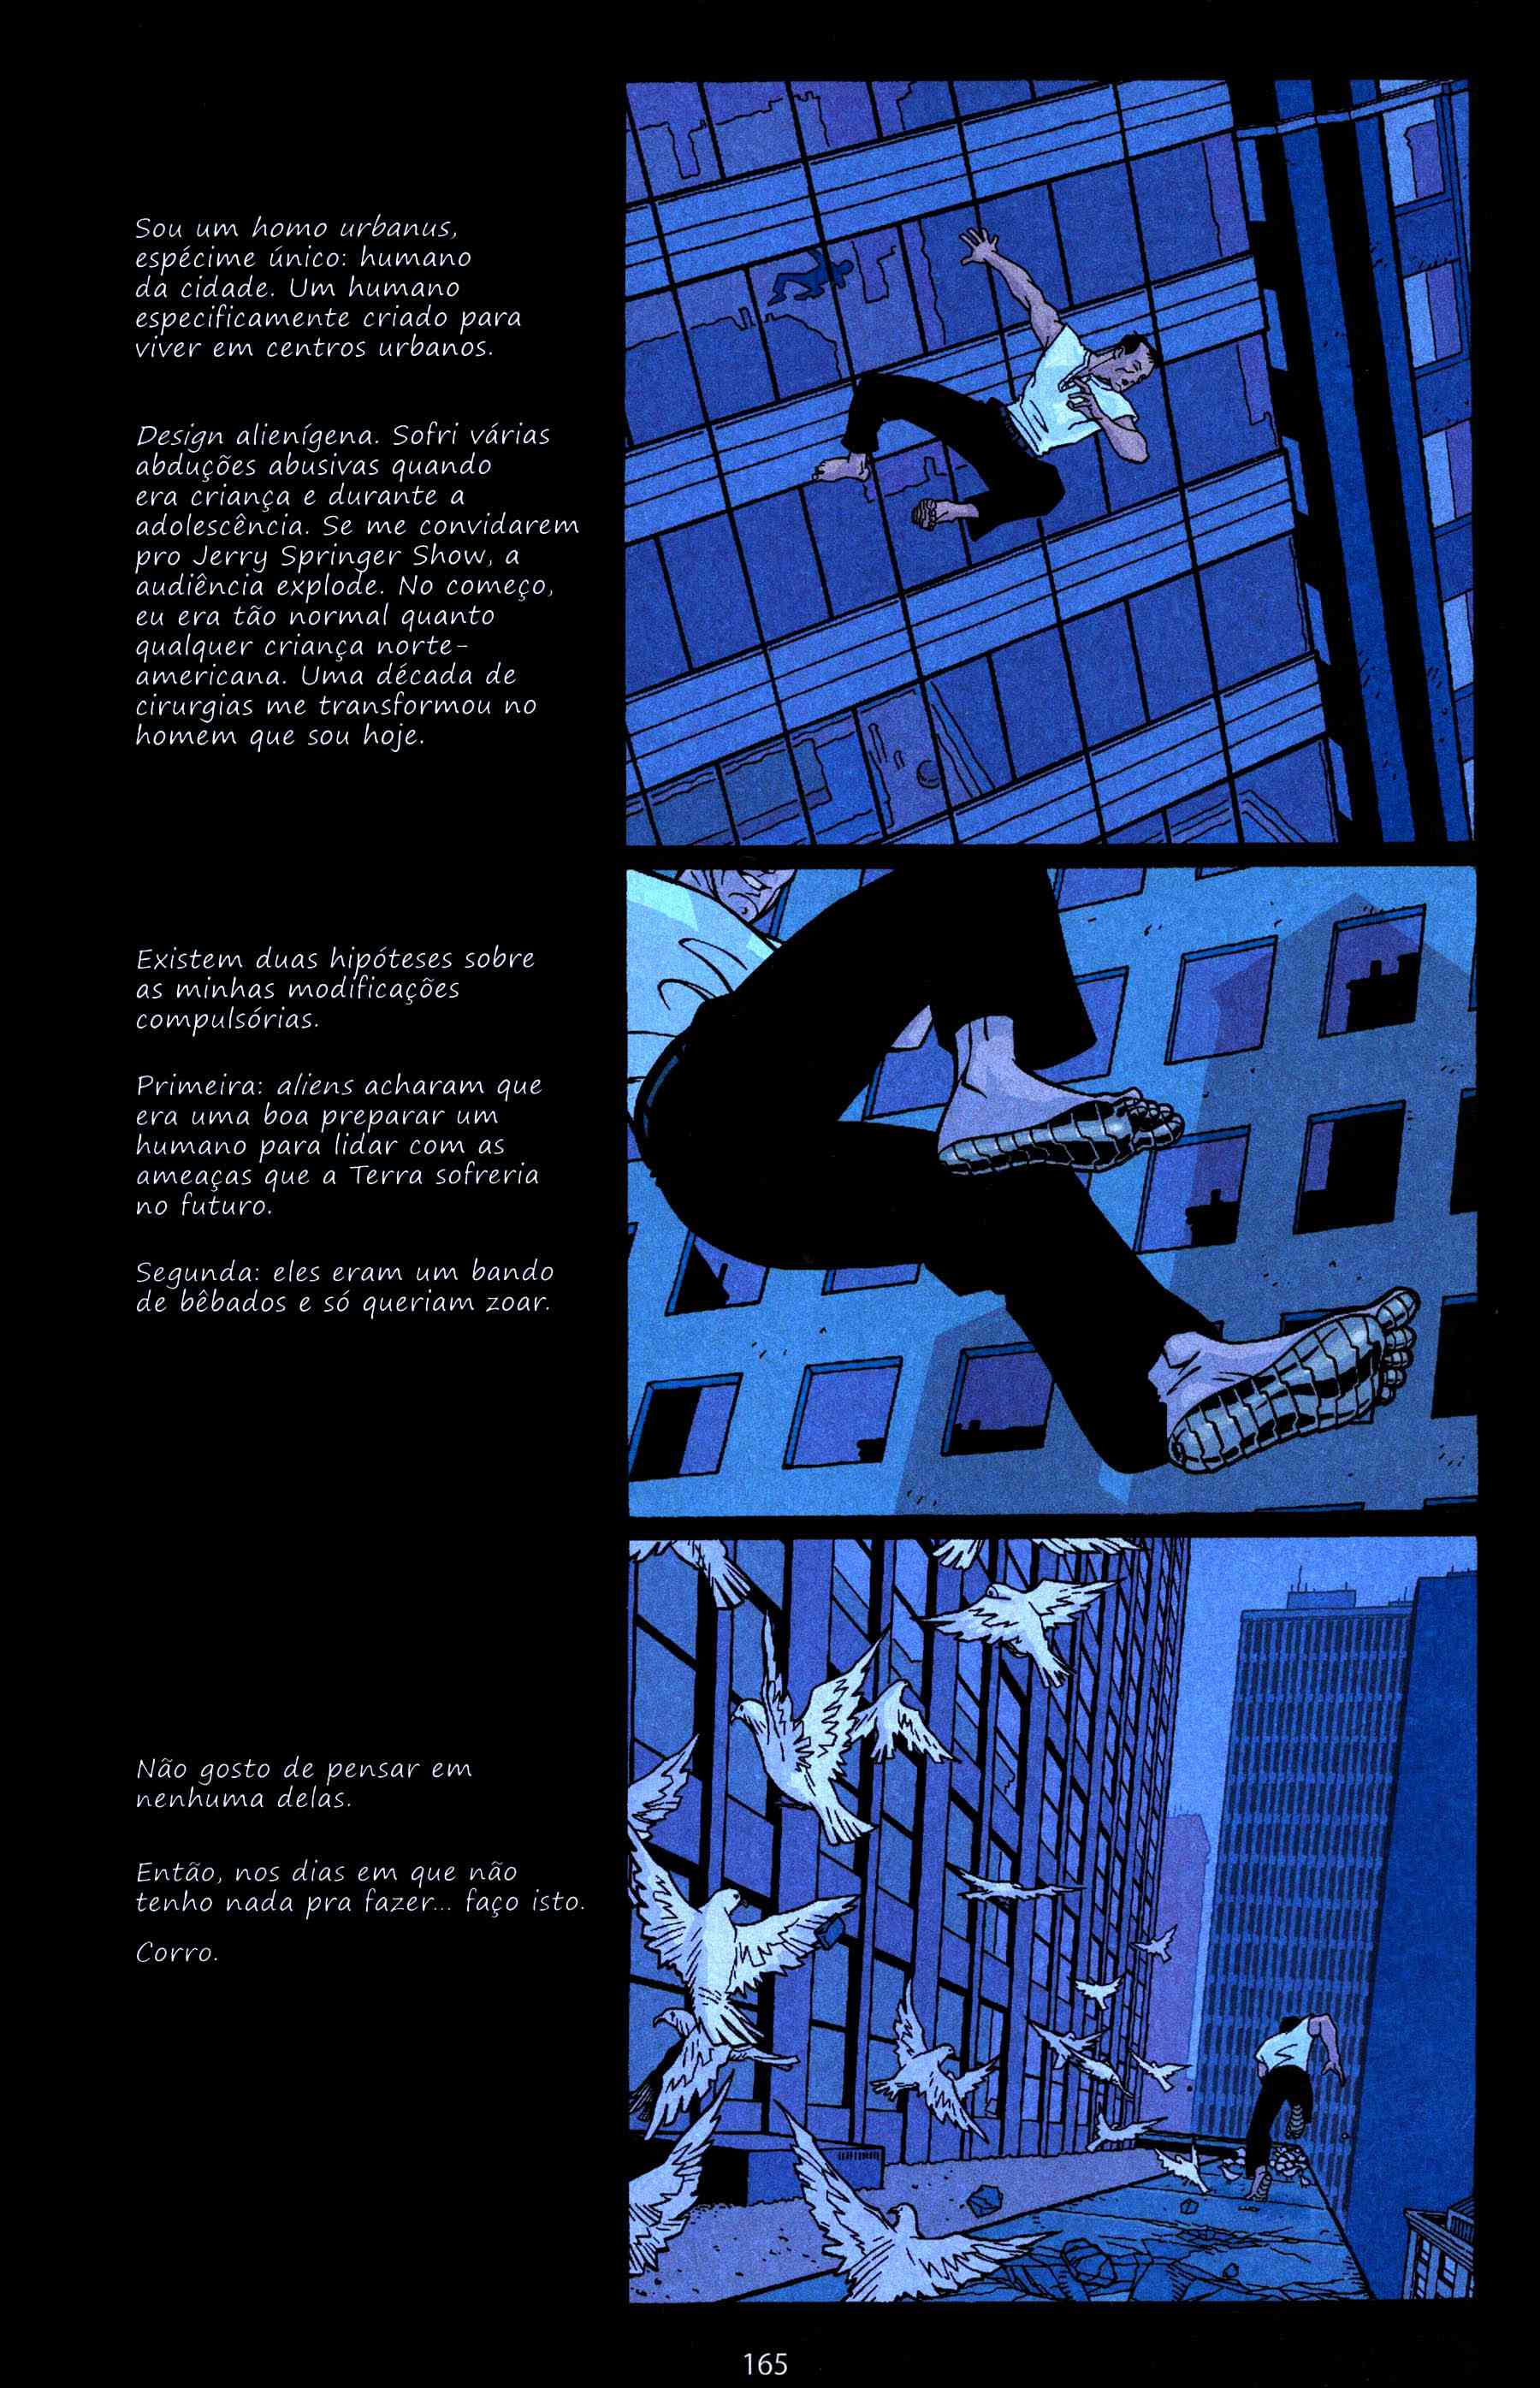 Sou um homo urbanus,
espécime único: humano
da cidade. Um humano
especificamente criado para
viver em centros urbanos.
Design alienígena. Sofri várias
abduções abusivas quando
era criança e durante a
adolescência. Se me convidarem
pro Jerry Springer Show, a
audiência explode. No começo,
eu era tão normal quanto
qualquer criança norte-
americana. Uma década de
cirurgias me transformou no
homem que sou hoje.
Existem duas hipóteses sobre
as minhas modificações
compulsórias.
Primeira: aliens acharam que
era uma boa preparar um
humano para lidar com as
ameaças que a Terra sofreria
no futuro.
Segunda: eles eram um bando
de bêbados e só queriam zoar.
Não gosto de pensar em
nenhuma delas.
Então, nos dias em que não
tenho nada pra fazer... faço isto.
Corro.
165